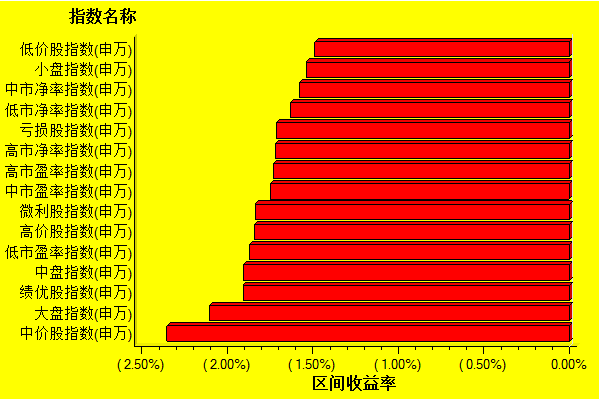 指数名称
低价股指数(申万)
小盘指数(申万)
中市净率指数(申万)
低市净率指数(申万)
亏损股指数(申万)
高市净率指数(申万)
高市盈率指数(申万)
中市盈率指数(申万)
微利股指数(申万)
高价股指数(申万)
低市盈率指数(申万)
中盘指数(申万)
绩优股指数(申万)
大盘指数(申万)
中价股指数(申万)
(2.50%) (2.00%) (1.50%) (1.00%) (0.50%) 0.00%
区间收益率